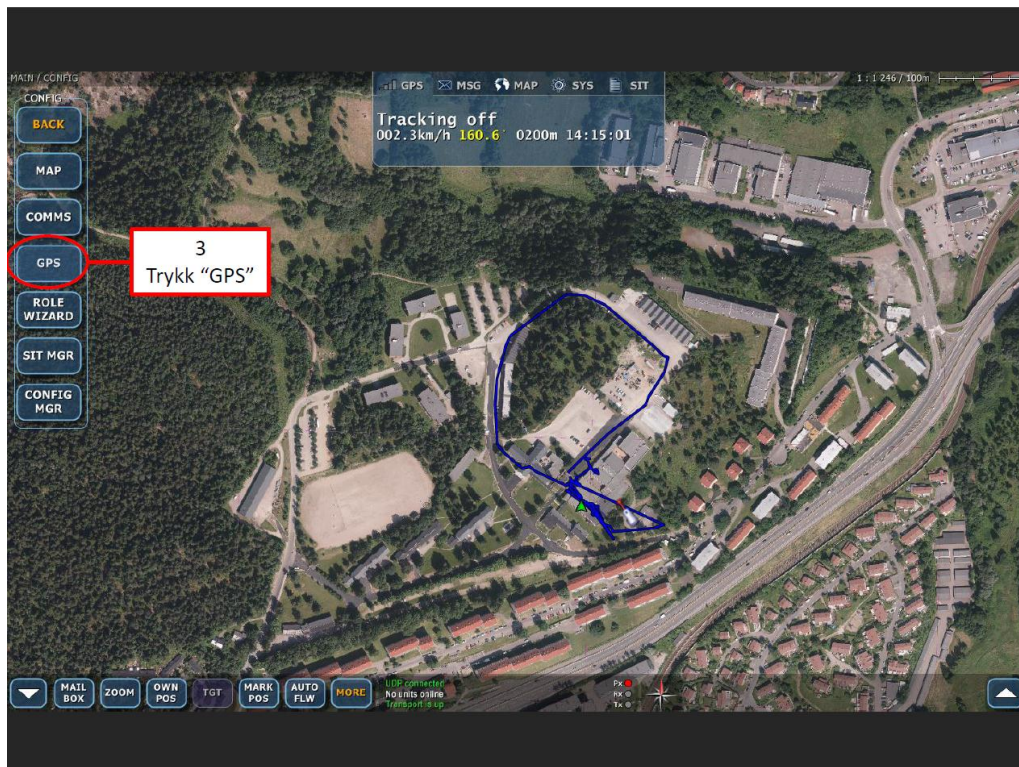 MAIN / CONFIG
GPS MSG MAP SYS SIT
1 : 1 246 / 100m
Tracking off
002.3km/h 160.6° 0200m 14:15:01
CONFIG
BACK
MAP
COMMS
GPS
ROLE
WIZARD
SIT MGR
CONFIG
MGR
3
Trykk “GPS”
MAIL
BOX
ZOOM
OWN
POS
TGT
MARK
POS
AUTO
FLW
MORE
UDP connected
No units online
Transport is up
Px
Rx
Tx